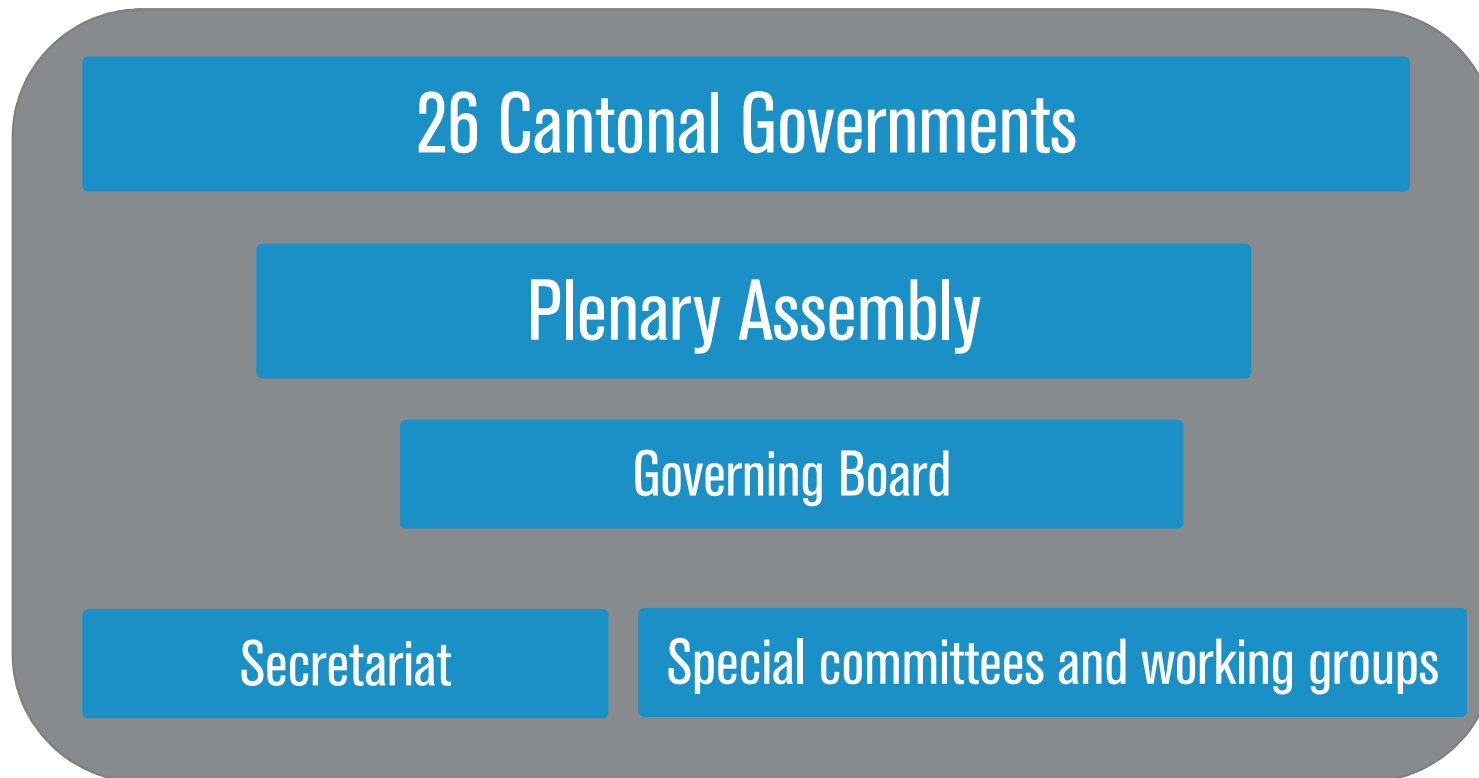 26 Cantonal Governments
Plenary Assembly
Governing Board
Secretariat
Special committees and working groups